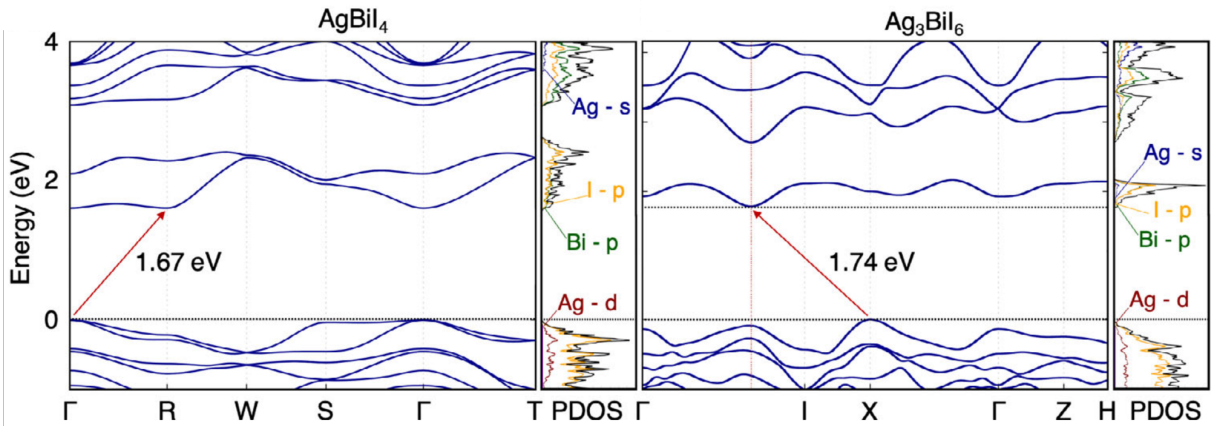 AgBiI₄
Ag₃BiI₆
Energy (eV)
4
2
0
1.67 eV
Ag - s
I - p
Bi - p
Ag - d
Γ R W S Γ T PDOS
1.74 eV
Ag - s
I - p
Bi - p
Ag - d
Γ I X Γ Z H PDOS